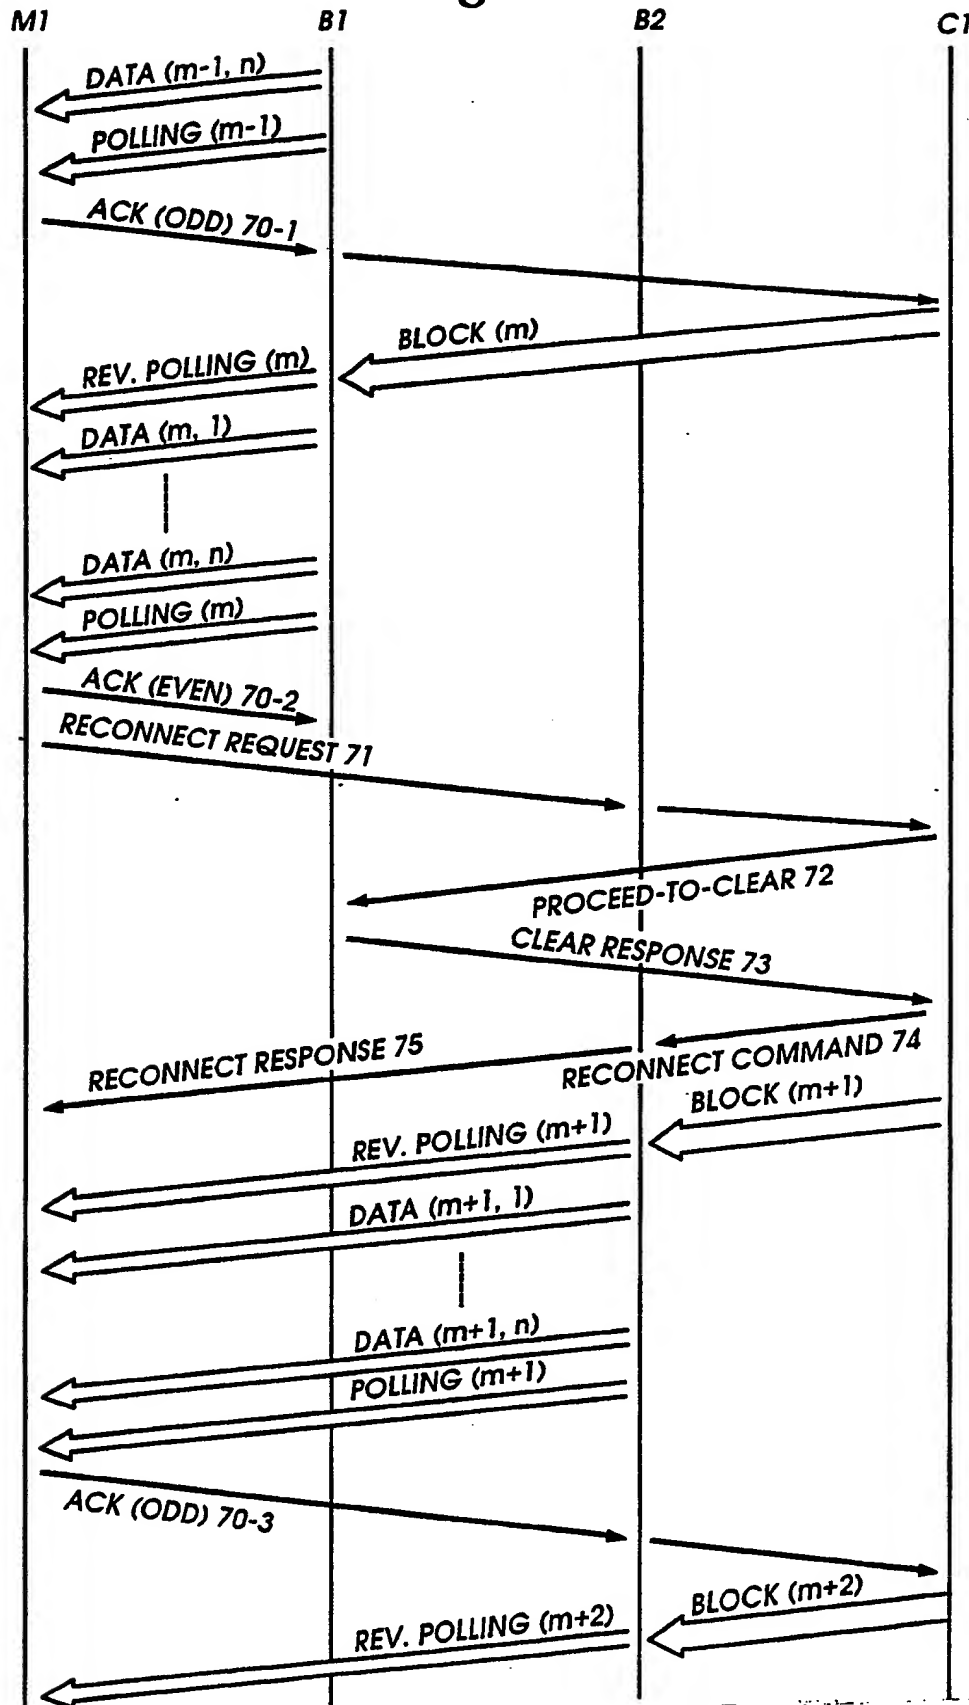 M1 B1 B2 C1
DATA (m-1, n)
POLLING (m-1)
ACK (ODD) 70-1
BLOCK (m)
REV. POLLING (m)
DATA (m, 1)
DATA (m, n)
POLLING (m)
ACK (EVEN) 70-2
RECONNECT REQUEST 71
PROCEED-TO-CLEAR 72
CLEAR RESPONSE 73
RECONNECT RESPONSE 75
RECONNECT COMMAND 74
BLOCK (m+1)
REV. POLLING (m+1)
DATA (m+1, 1)
DATA (m+1, n)
POLLING (m+1)
ACK (ODD) 70-3
BLOCK (m+2)
REV. POLLING (m+2)